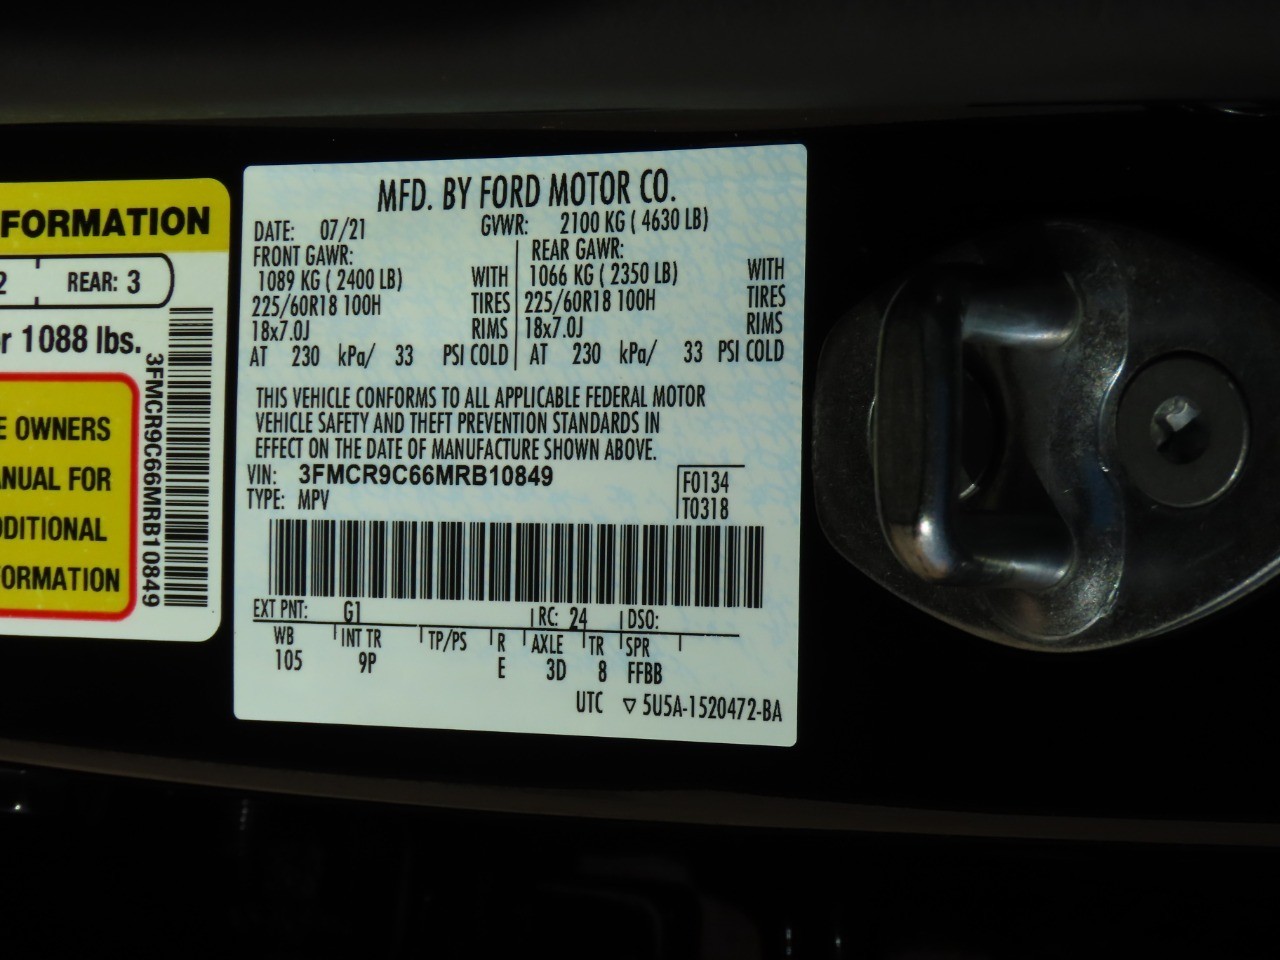 FORMATION
2 REAR: 3
r 1088 lbs.
E OWNERS
ANUAL FOR
DDITIONAL
FORMATION
3FMCR9C66MRB10849
MFD. BY FORD MOTOR CO.
DATE: 07/21 GVWR: 2100 KG ( 4630 LB)
FRONT GAWR: REAR GAWR:
1089 KG ( 2400 LB) WITH 1066 KG ( 2350 LB) WITH
225/60R18 100H TIRES 225/60R18 100H TIRES
18x7.0J RIMS 18x7.0J RIMS
AT 230 kPa/ 33 PSI COLD AT 230 kPa/ 33 PSI COLD
THIS VEHICLE CONFORMS TO ALL APPLICABLE FEDERAL MOTOR
VEHICLE SAFETY AND THEFT PREVENTION STANDARDS IN
EFFECT ON THE DATE OF MANUFACTURE SHOWN ABOVE.
VIN: 3FMCR9C66MRB10849 F0134
TYPE: MPV T0318
EXT PNT: G1 RC: 24 DSO:
WB INT TR TP/PS R AXLE TR SPR
105 9P E 3D 8 FFBB
UTC ▽ 5U5A-1520472-BA